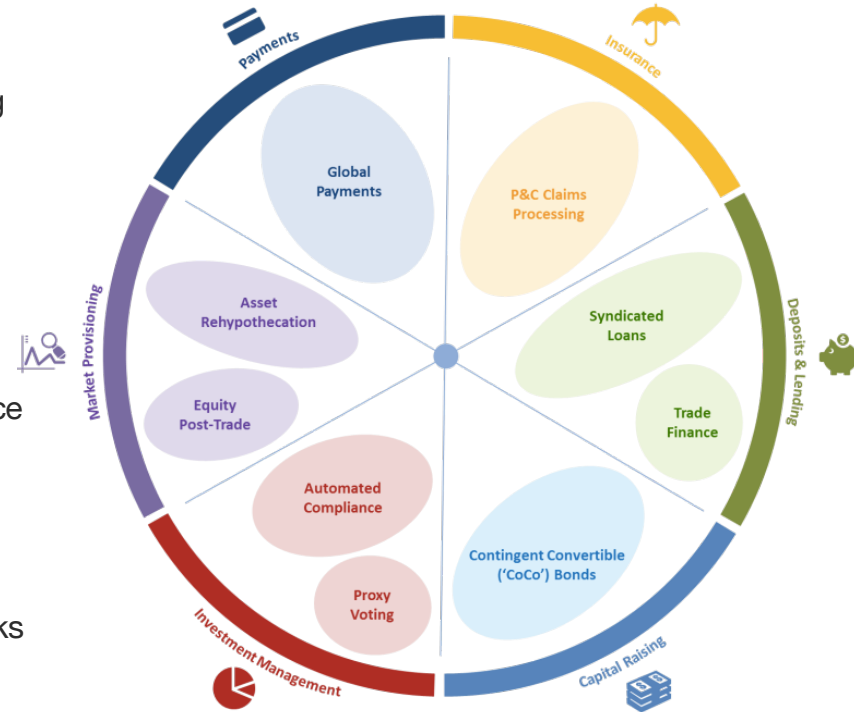 Payments
Insurance
Global
Payments
P&C Claims
Processing
Market Provisioning
Asset
Rehypothecation
Syndicated
Loans
Deposits & Lending
Equity
Post-Trade
Trade
Finance
Automated
Compliance
Contingent Convertible
(‘CoCo’) Bonds
Proxy
Voting
Investment Management
Capital Raising
$